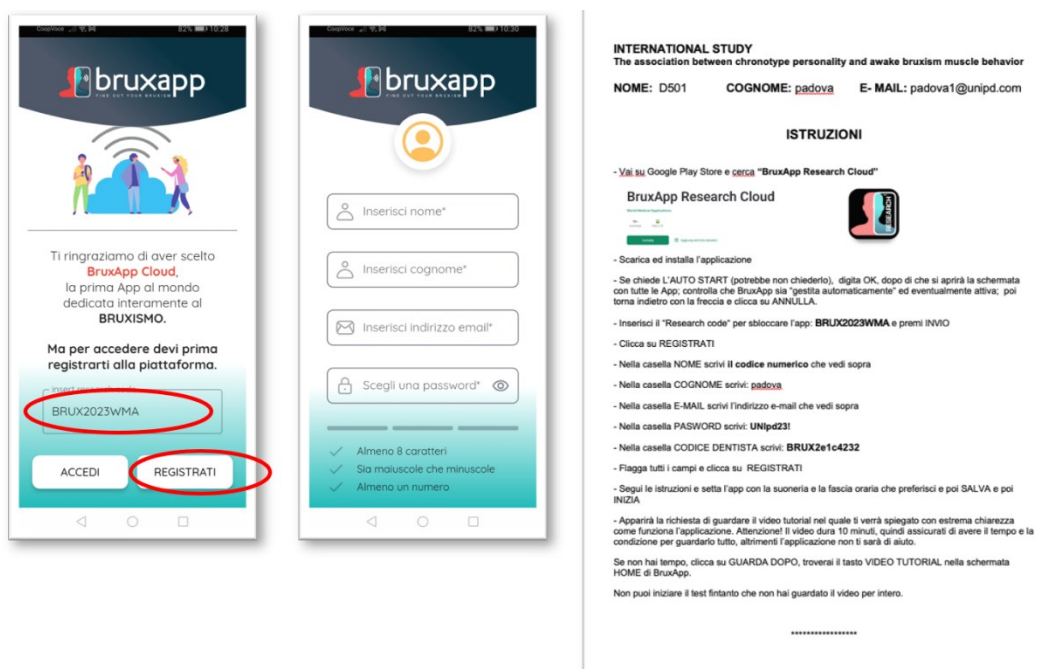 CoopVoce 82% 10:28
bruxapp
FIND OUT YOUR BRUXISM
Ti ringraziamo di aver scelto
BruxApp Cloud,
la prima App al mondo
dedicata interamente al
BRUXISMO.
Ma per accedere devi prima
registrarti alla piattaforma.
insert research code
BRUX2023WMA
ACCEDI
REGISTRATI
CoopVoce 82% 10:30
bruxapp
FIND OUT YOUR BRUXISM
Inserisci nome*
Inserisci cognome*
Inserisci indirizzo email*
Scegli una password*
Almeno 8 caratteri
Sia maiuscole che minuscole
Almeno un numero
INTERNATIONAL STUDY
The association between chronotype personality and awake bruxism muscle behavior
NOME: D501 COGNOME: padova E- MAIL: padova1@unipd.com
ISTRUZIONI
- Vai su Google Play Store e cerca “BruxApp Research Cloud”
BruxApp Research Cloud
RESEARCH
- Scarica ed installa l’applicazione
- Se chiede L’AUTO START (potrebbe non chiederlo), digita OK, dopo di che si aprirà la schermata
con tutte le App; controlla che BruxApp sia “gestita automaticamente” ed eventualmente attiva; poi
torna indietro con la freccia e clicca su ANNULLA.
- Inserisci il “Research code” per sbloccare l’app: BRUX2023WMA e premi INVIO
- Clicca su REGISTRATI
- Nella casella NOME scrivi il codice numerico che vedi sopra
- Nella casella COGNOME scrivi: padova
- Nella casella E-MAIL scrivi l’indirizzo e-mail che vedi sopra
- Nella casella PASWORD scrivi: UNIpd23!
- Nella casella CODICE DENTISTA scrivi: BRUX2e1c4232
- Flagga tutti i campi e clicca su REGISTRATI
- Segui le istruzioni e setta l’app con la suoneria e la fascia oraria che preferisci e poi SALVA e poi
INIZIA
- Apparirà la richiesta di guardare il video tutorial nel quale ti verrà spiegato con estrema chiarezza
come funziona l’applicazione. Attenzione! Il video dura 10 minuti, quindi assicurati di avere il tempo e la
condizione per guardarlo tutto, altrimenti l’applicazione non ti sarà di aiuto.
Se non hai tempo, clicca su GUARDA DOPO, troverai il tasto VIDEO TUTORIAL nella schermata
HOME di BruxApp.
Non puoi iniziare il test fintanto che non hai guardato il video per intero.
*****************